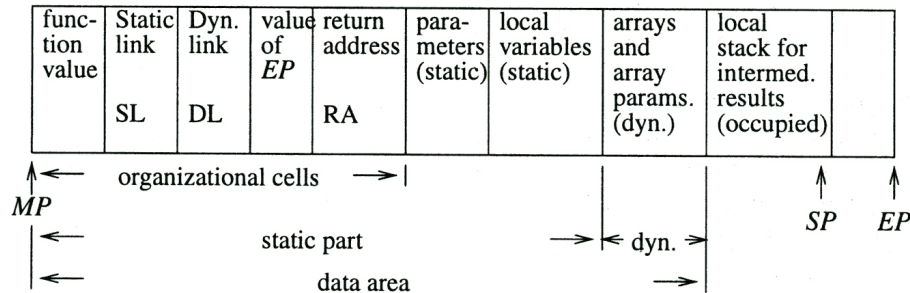 func-
tion
value
Static
link
SL
Dyn.
link
DL
value
of
EP
return
address
RA
para-
meters
(static)
local
variables
(static)
arrays
and
array
params.
(dyn.)
local
stack for
intermed.
results
(occupied)
organizational cells
MP
SP
EP
static part
dyn.
data area